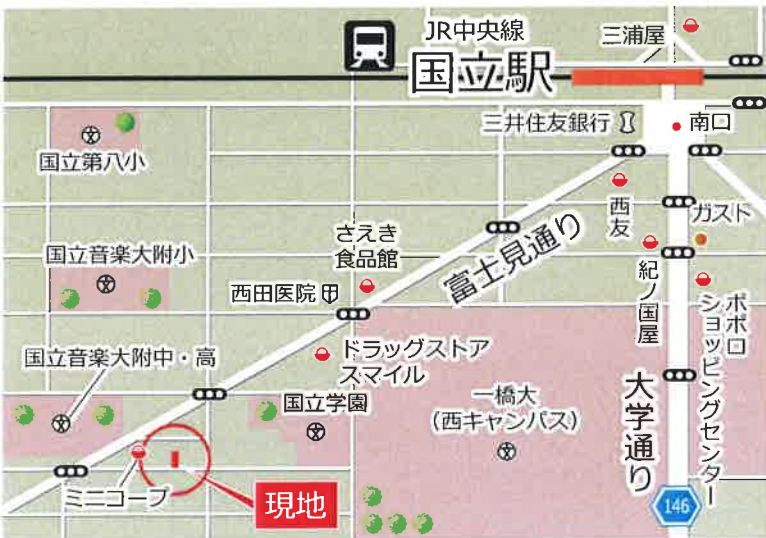 JR中央線
国立駅
三浦屋
三井住友銀行
南口
国立第八小
西友
ガスト
さえき
食品館
富士見通り
国立音楽大附小
紀ノ国屋
西田医院
ポポロ
ショッピングセンター
ドラッグストア
スマイル
国立音楽大附中・高
大学通り
国立学園
一橋大
(西キャンパス)
ミニコープ
現地
146